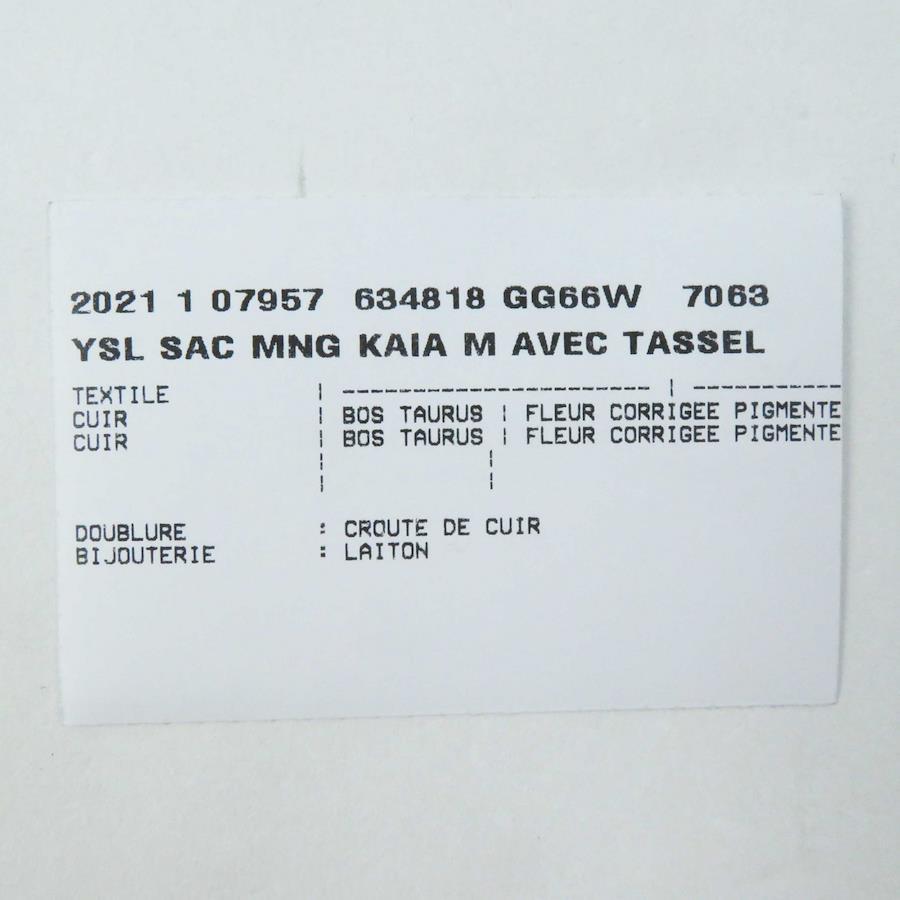 2021 1 07957 634818 GG66W 7063
YSL SAC MNG KAIA M AVEC TASSEL
TEXTILE | ---------------------- | -----------
CUIR | BOS TAURUS | FLEUR CORRIGEE PIGMENTE
CUIR | BOS TAURUS | FLEUR CORRIGEE PIGMENTE
DOUBLURE : CROUTE DE CUIR
BIJOUTERIE : LAITON